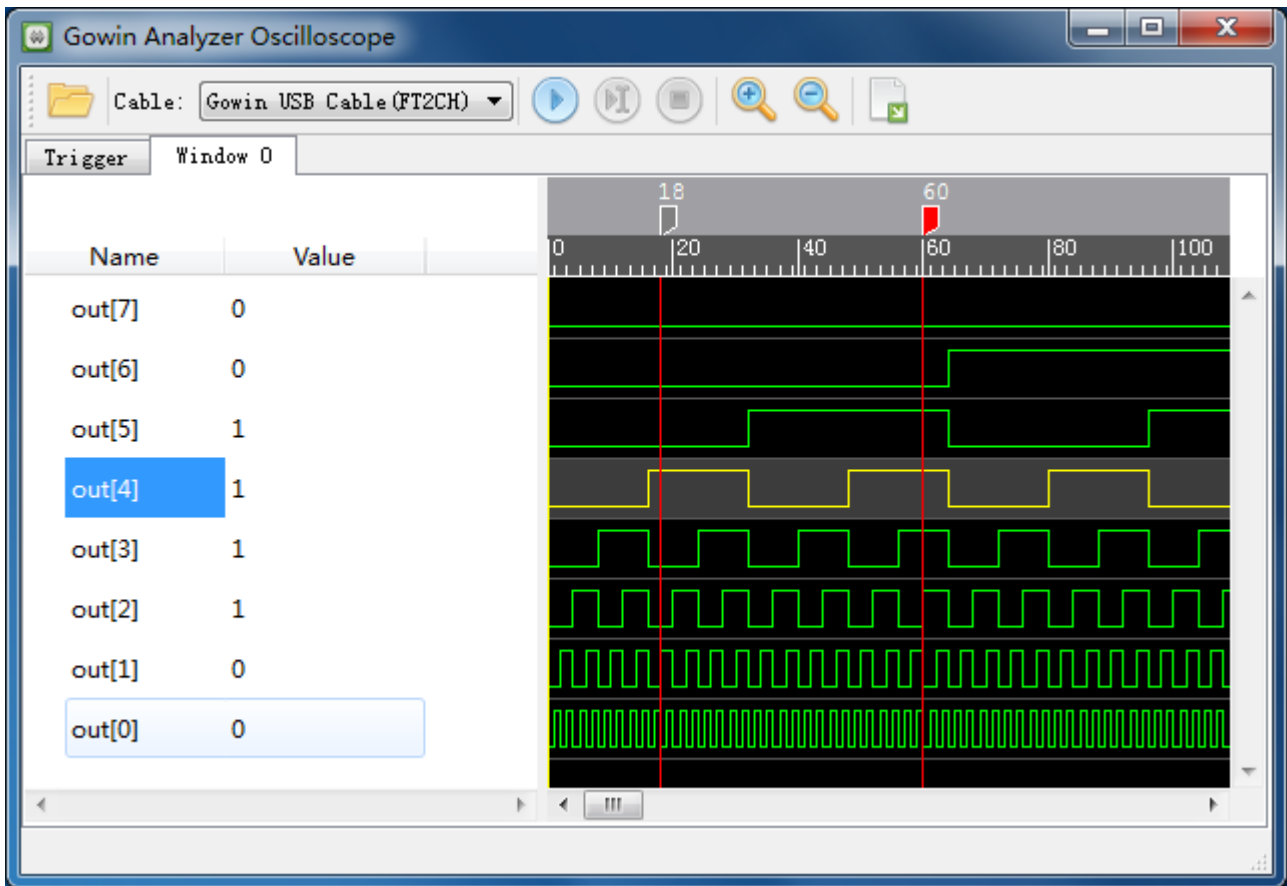 Gowin Analyzer Oscilloscope
Cable: Gowin USB Cable(FT2CH)
Trigger Window 0
18 60
Name Value 0 20 40 60 80 100
out[7] 0
out[6] 0
out[5] 1
out[4] 1
out[3] 1
out[2] 1
out[1] 0
out[0] 0